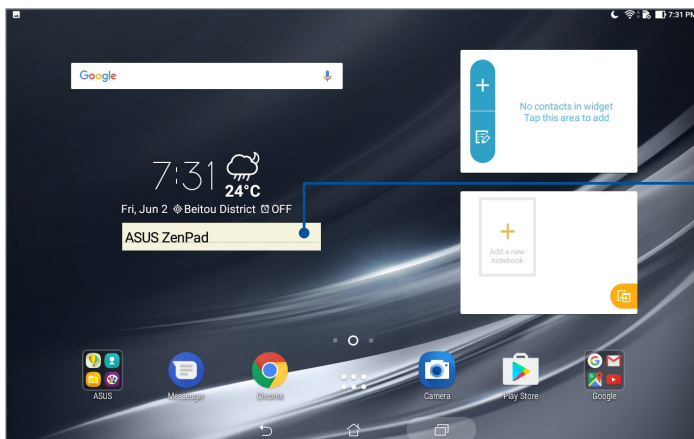 7:31 PM
Google
No contacts in widget
Tap this area to add
7:31
24°C
Fri, Jun 2 Beitou District OFF
ASUS ZenPad
Add a new
notebook
ASUS
Messenger
Chrome
Camera
Play Store
Google